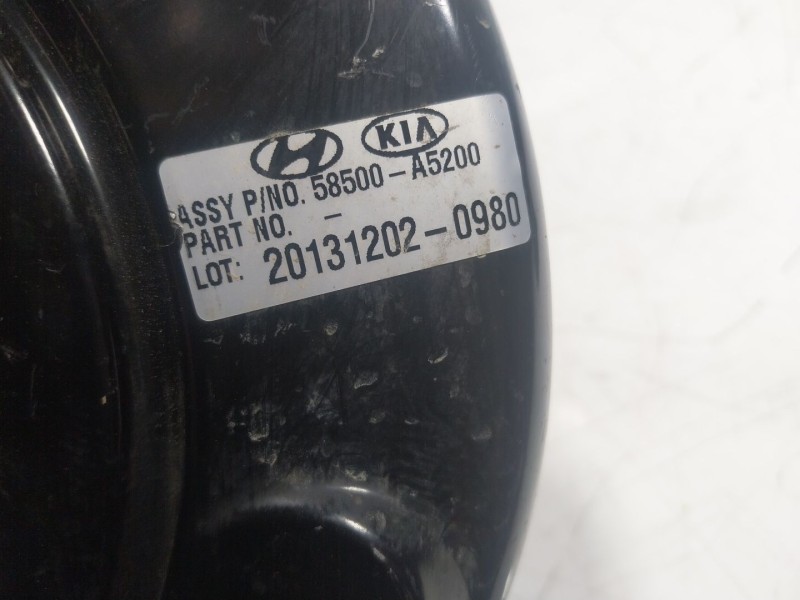 KIA
ASSY P/NO. 58500-A5200
PART NO. -
LOT: 20131202-0980